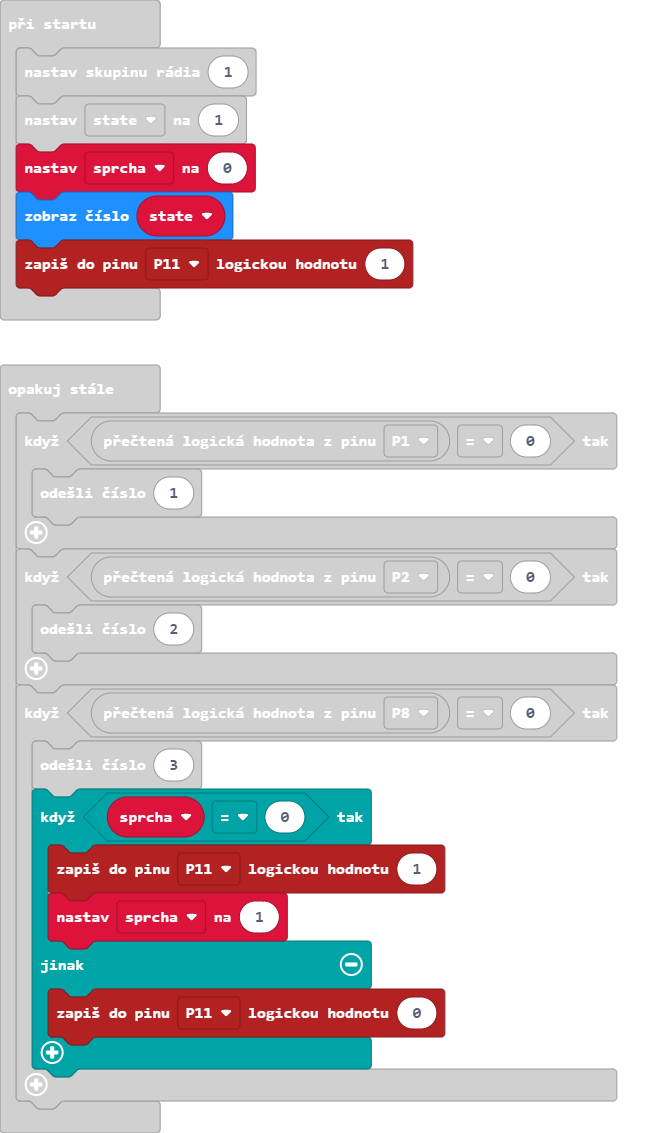 při startu
nastav skupinu rádia 1
nastav state na 1
nastav sprcha na 0
zobraz číslo state
zapiš do pinu P11 logickou hodnotu 1
opakuj stále
když přečtená logická hodnota z pinu P1 = 0 tak
odešli číslo 1
když přečtená logická hodnota z pinu P2 = 0 tak
odešli číslo 2
když přečtená logická hodnota z pinu P8 = 0 tak
odešli číslo 3
když sprcha = 0 tak
zapiš do pinu P11 logickou hodnotu 1
nastav sprcha na 1
jinak
zapiš do pinu P11 logickou hodnotu 0